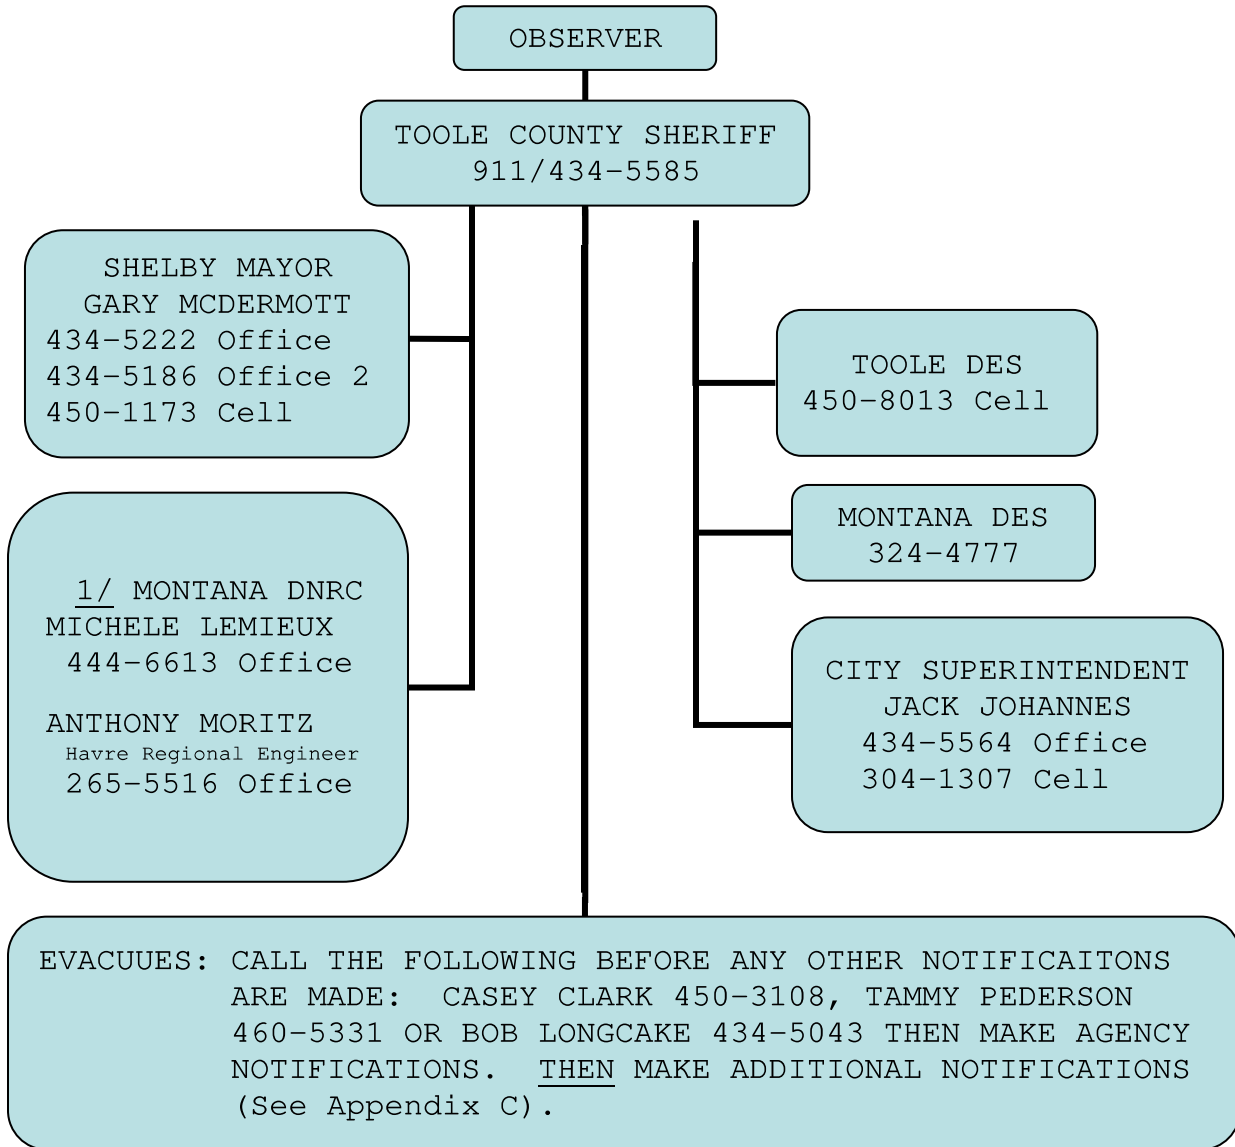 OBSERVER
TOOLE COUNTY SHERIFF
911/434-5585
SHELBY MAYOR
GARY MCDERMOTT
434-5222 Office
434-5186 Office 2
450-1173 Cell
1/ MONTANA DNRC
MICHELE LEMIEUX
444-6613 Office
ANTHONY MORITZ
Havre Regional Engineer
265-5516 Office
TOOLE DES
450-8013 Cell
MONTANA DES
324-4777
CITY SUPERINTENDENT
JACK JOHANNES
434-5564 Office
304-1307 Cell
EVACUUES: CALL THE FOLLOWING BEFORE ANY OTHER NOTIFICAITONS
ARE MADE: CASEY CLARK 450-3108, TAMMY PEDERSON
460-5331 OR BOB LONGCAKE 434-5043 THEN MAKE AGENCY
NOTIFICATIONS. THEN MAKE ADDITIONAL NOTIFICATIONS
(See Appendix C).